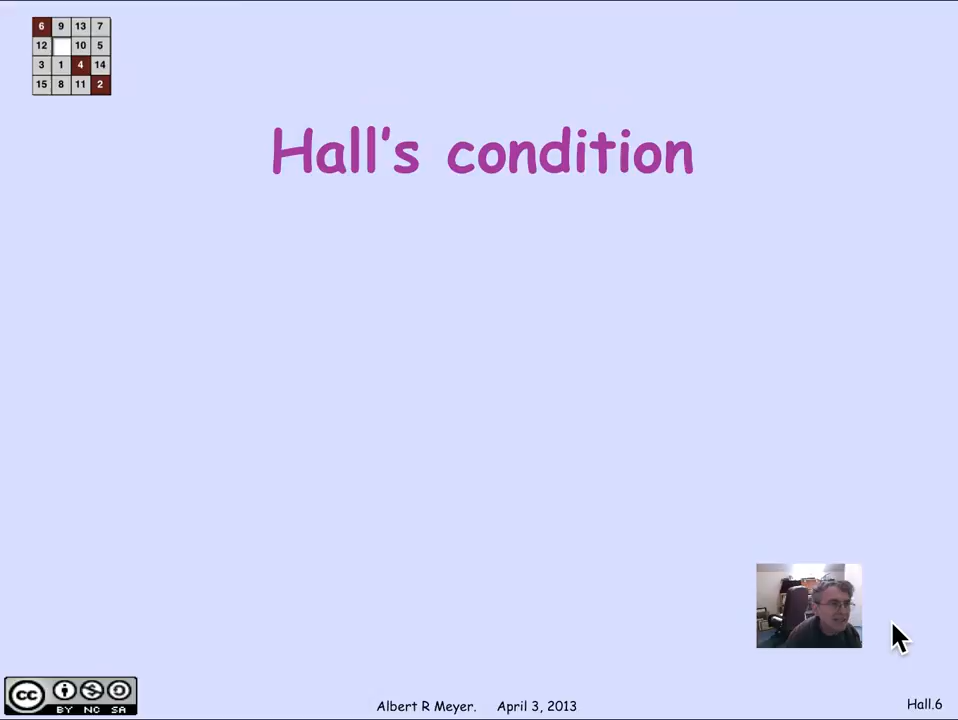 6 9 13 7
12 10 5
3 1 4 14
15 8 11 2
Hall's condition
cc
BY NC SA
Albert R Meyer. April 3, 2013
Hall.6